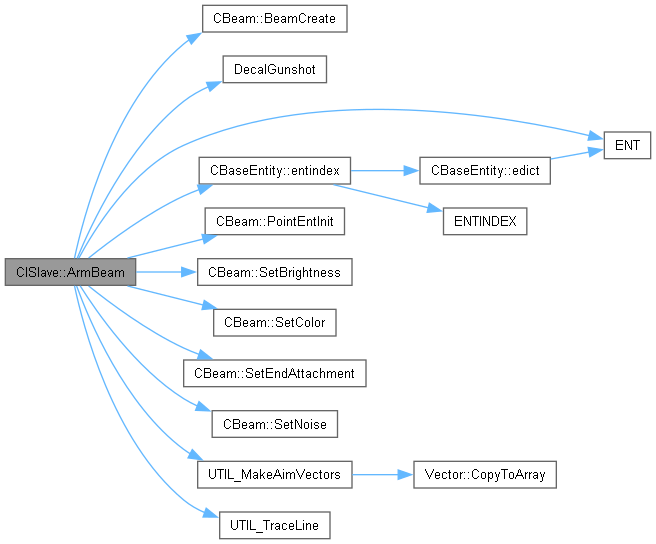 CBeam::BeamCreate
DecalGunshot
ENT
CBaseEntity::entindex
CBaseEntity::edict
CBeam::PointEntInit
ENTINDEX
CISlave::ArmBeam
CBeam::SetBrightness
CBeam::SetColor
CBeam::SetEndAttachment
CBeam::SetNoise
UTIL_MakeAimVectors
Vector::CopyToArray
UTIL_TraceLine